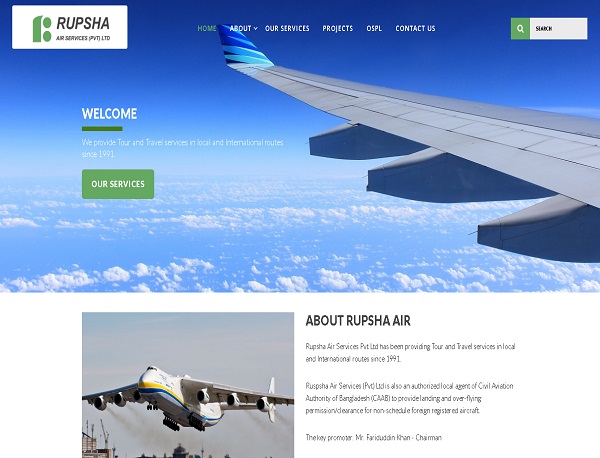 RUPSHA
AIR SERVICES (PVT) LTD
HOME
ABOUT
OUR SERVICES
PROJECTS
OSPL
CONTACT US
SEARCH
WELCOME
We provide Tour and Travel services in local and International routes
since 1991.
OUR SERVICES
ABOUT RUPSHA AIR
Rupsha Air Services Pvt Ltd has been providing Tour and Travel services in local
and International routes since 1991.
Ruspsha Air Services (Pvt) Ltd is also an authorized local agent of Civil Aviation
Authority of Bangladesh (CAAB) to provide landing and over-flying
permission/clearance for non-schedule foreign registered aircraft.
The key promoter: Mr. Fariduddin Khan - Chairman